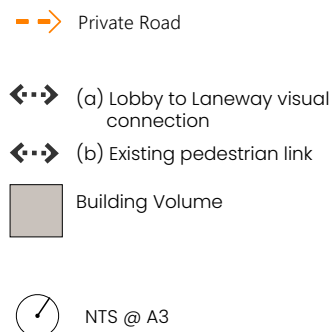 Private Road
(a) Lobby to Laneway visual
connection
(b) Existing pedestrian link
Building Volume
NTS @ A3